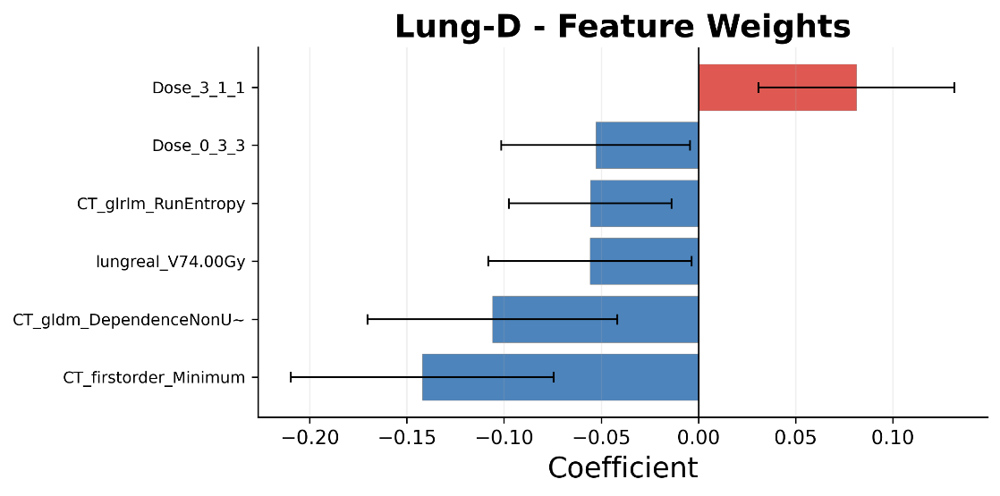 Lung-D - Feature Weights
Dose_3_1_1
Dose_0_3_3
CT_glrlm_RunEntropy
lungreal_V74.00Gy
CT_gldm_DependenceNonU~
CT_firstorder_Minimum
−0.20 −0.15 −0.10 −0.05 0.00 0.05 0.10
Coefficient